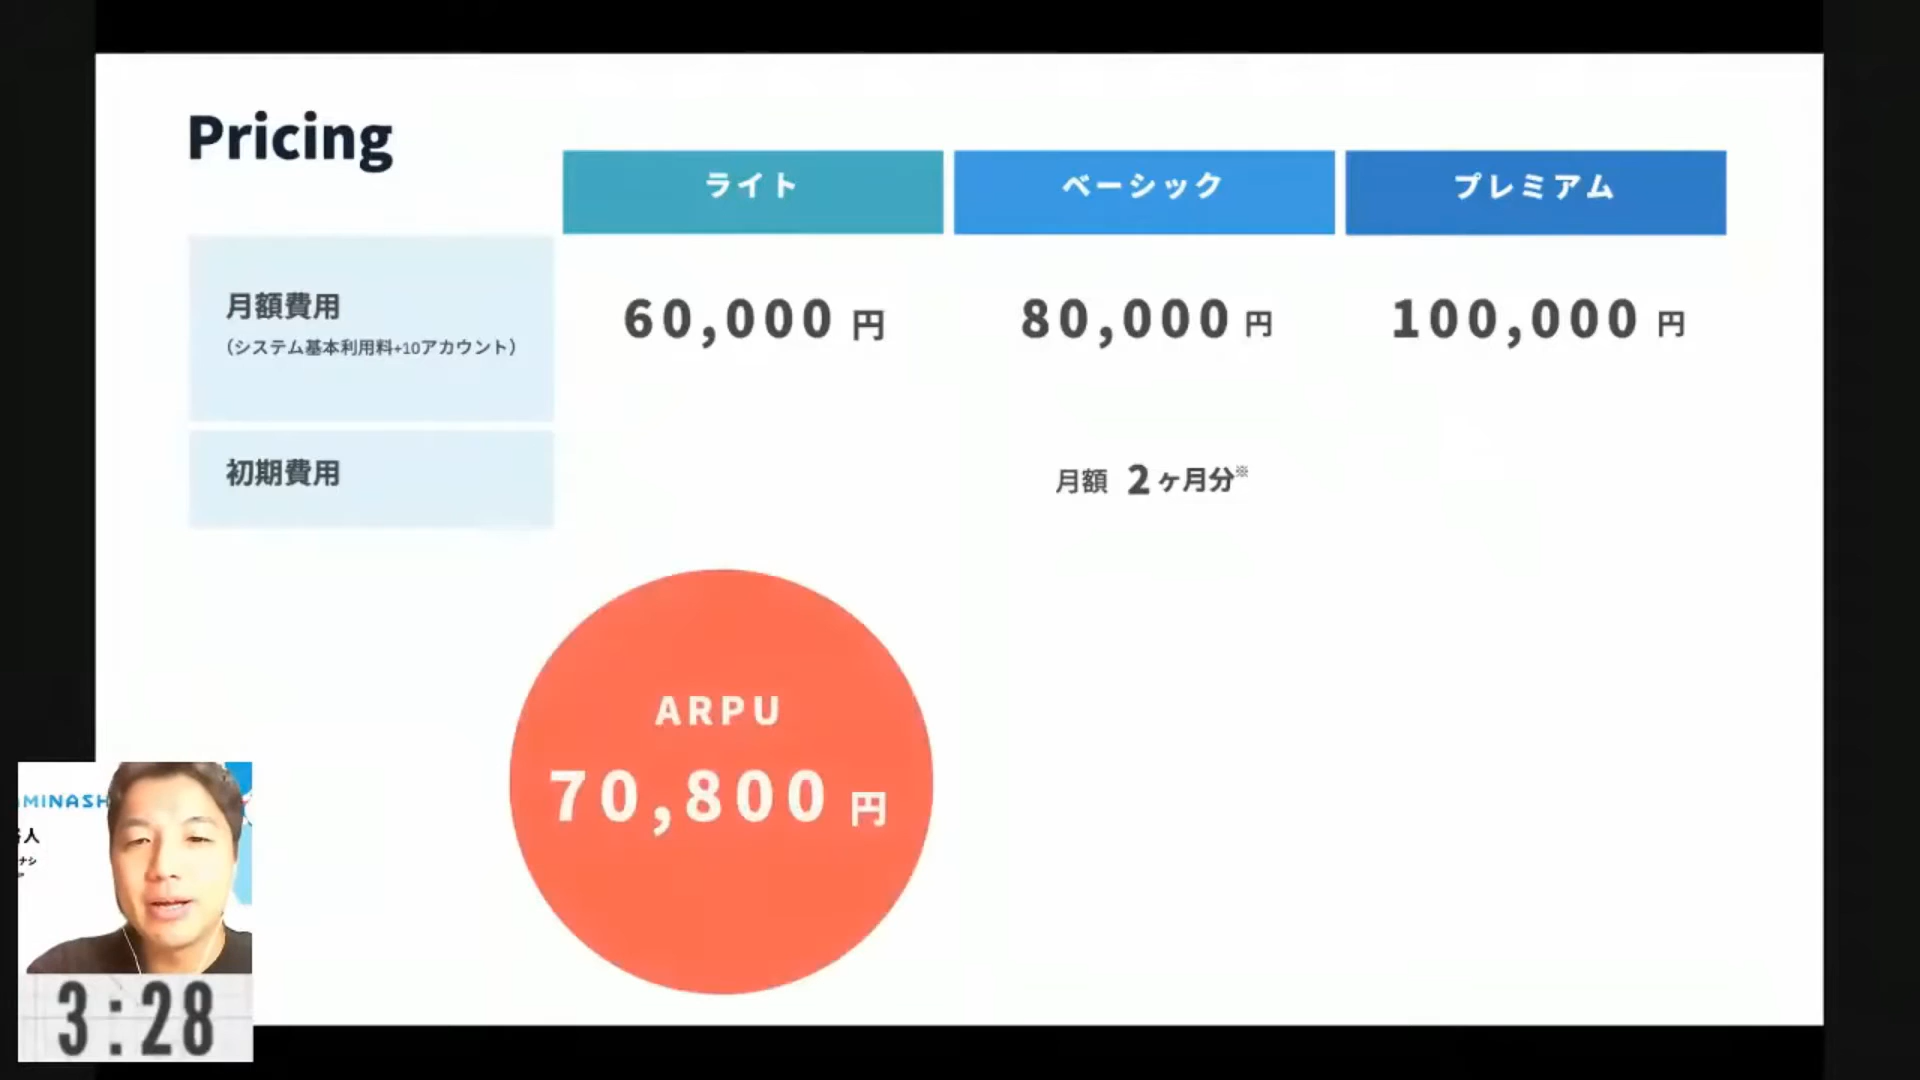 Pricing
ライト
ベーシック
プレミアム
月額費用
（システム基本利用料+10アカウント）
60,000 円
80,000 円
100,000 円
初期費用
月額 2ヶ月分※
ARPU
70,800 円
MINASH
人
ナシ
3:28